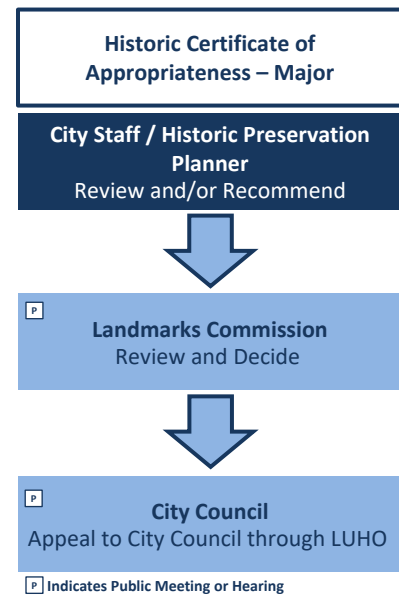 Historic Certificate of
Appropriateness – Major
City Staff / Historic Preservation
Planner
Review and/or Recommend
P
Landmarks Commission
Review and Decide
P
City Council
Appeal to City Council through LUHO
P Indicates Public Meeting or Hearing